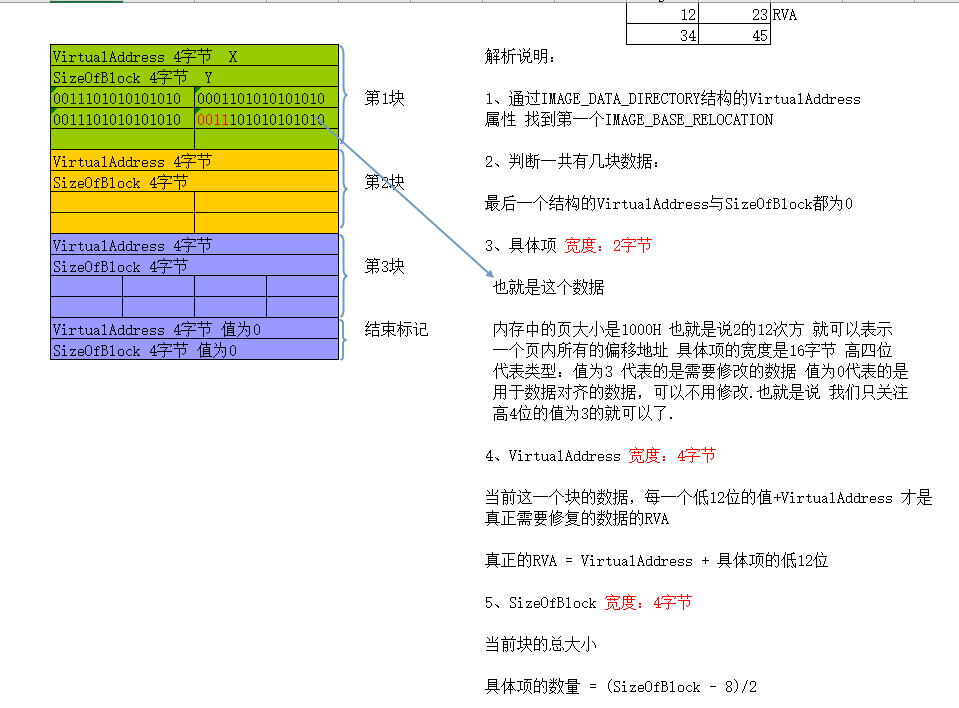 12 23 RVA
34 45
VirtualAddress 4字节 X
SizeOfBlock 4字节 Y
0011101010101010 0001101010101010
0011101010101010 0011101010101010
第1块
VirtualAddress 4字节
SizeOfBlock 4字节
第2块
VirtualAddress 4字节
SizeOfBlock 4字节
第3块
VirtualAddress 4字节 值为0
SizeOfBlock 4字节 值为0
结束标记
解析说明:
1、通过IMAGE_DATA_DIRECTORY结构的VirtualAddress
属性 找到第一个IMAGE_BASE_RELOCATION
2、判断一共有几块数据:
最后一个结构的VirtualAddress与SizeOfBlock都为0
3、具体项 宽度: 2字节
也就是这个数据
内存中的页大小是1000H 也就是说2的12次方 就可以表示
一个页内所有的偏移地址 具体项的宽度是16字节 高四位
代表类型: 值为3 代表的是需要修改的数据 值为0代表的是
用于数据对齐的数据, 可以不用修改.也就是说 我们只关注
高4位的值为3的就可以了.
4、VirtualAddress 宽度: 4字节
当前这一个块的数据, 每一个低12位的值+VirtualAddress 才是
真正需要修复的数据的RVA
真正的RVA = VirtualAddress + 具体项的低12位
5、SizeOfBlock 宽度: 4字节
当前块的总大小
具体项的数量 = (SizeOfBlock - 8)/2